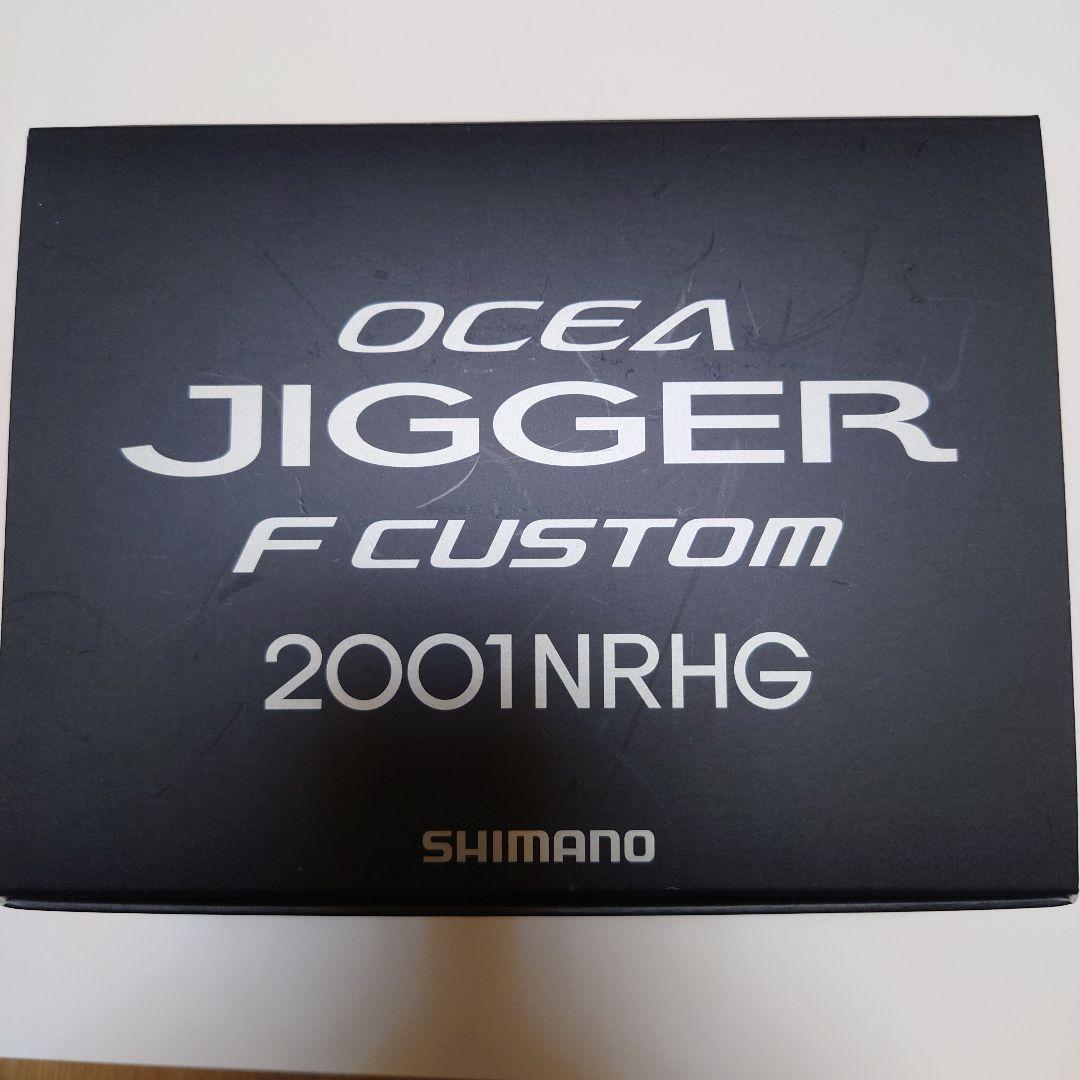 OCEA
JIGGER
F CUSTOM
2001NRHG
SHIMANO